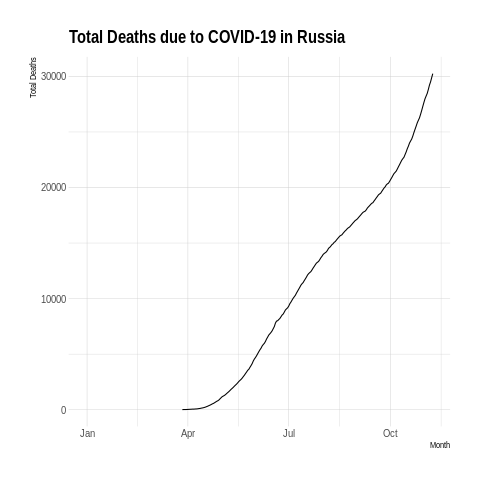 Total Deaths due to COVID-19 in Russia
Total Deaths
30000
20000
10000
0
Jan Apr Jul Oct
Month